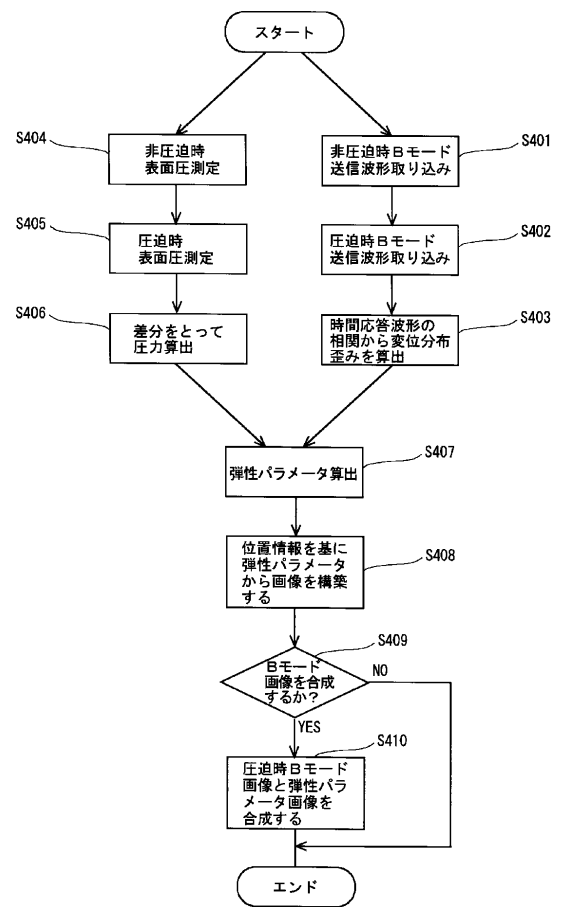 スタート
S404
非圧迫時
表面圧測定
S401
非圧迫時Bモード
送信波形取り込み
S405
圧迫時
表面圧測定
S402
圧迫時Bモード
送信波形取り込み
S406
差分をとって
圧力算出
S403
時間応答波形の
相関から変位分布
歪みを算出
S407
弾性パラメータ算出
S408
位置情報を基に
弾性パラメータ
から画像を構築
する
S409
Bモード
画像を合成
するか？
NO
YES
S410
圧迫時Bモード
画像と弾性パラ
メータ画像を
合成する
エンド